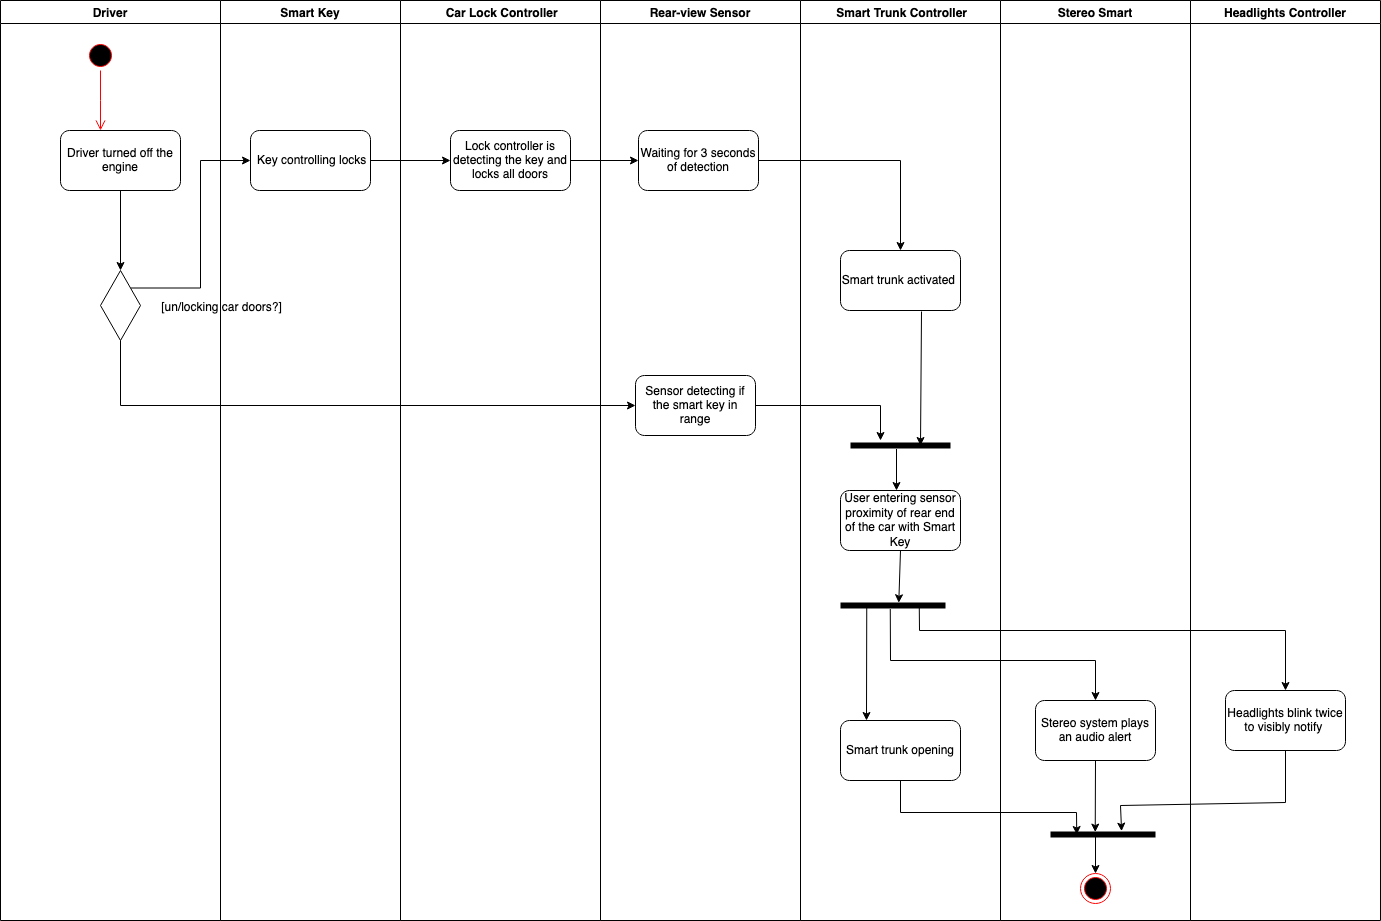 Driver
Smart Key
Car Lock Controller
Rear-view Sensor
Smart Trunk Controller
Stereo Smart
Headlights Controller
Driver turned off the
engine
Key controlling locks
Lock controller is
detecting the key and
locks all doors
Waiting for 3 seconds
of detection
Smart trunk activated
[un/locking car doors?]
Sensor detecting if
the smart key in
range
User entering sensor
proximity of rear end
of the car with Smart
Key
Smart trunk opening
Stereo system plays
an audio alert
Headlights blink twice
to visibly notify